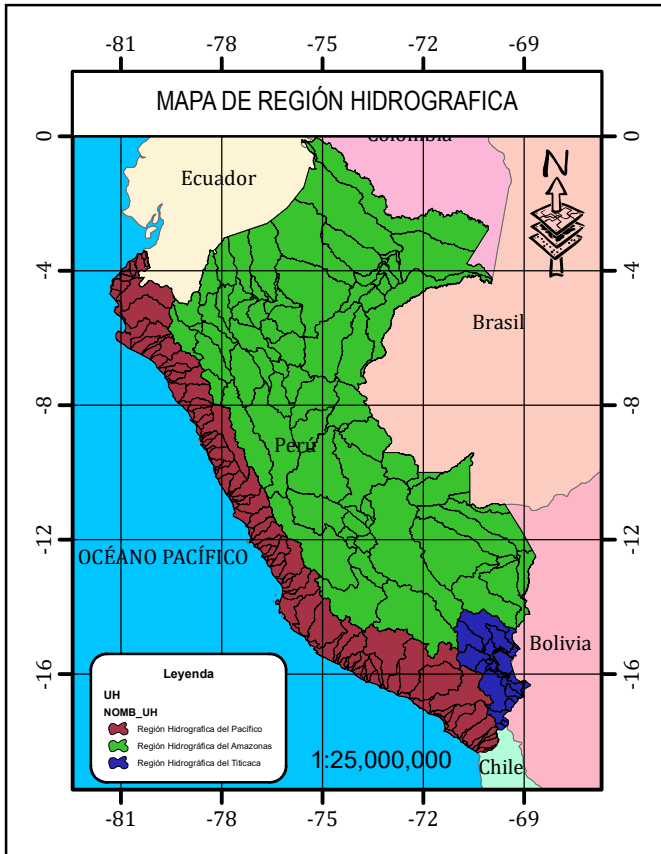 -81 -78 -75 -72 -69
MAPA DE REGIÓN HIDROGRAFICA
0 0
Colombia
Ecuador
N
-4 -4
Brasil
-8 -8
Perú
-12 -12
OCÉANO PACÍFICO
Bolivia
-16 -16
Leyenda
UH
NOMB_UH
Región Hidrografica del Pacífico
Región Hidrográfica del Amazonas
Región Hidrográfica del Titicaca
1:25,000,000
Chile
-81 -78 -75 -72 -69